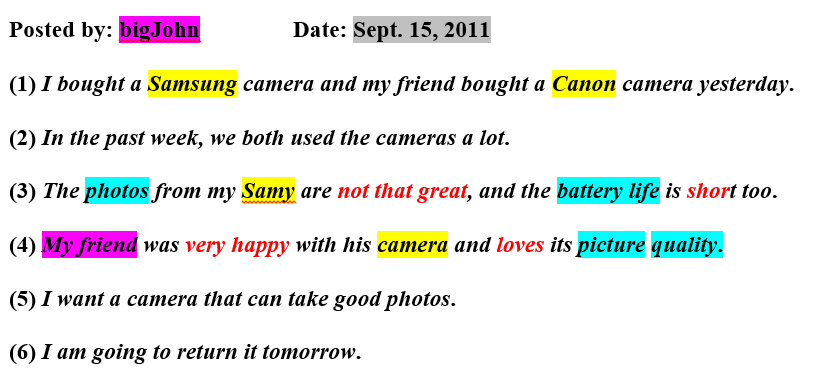 Posted by: bigJohn Date: Sept. 15, 2011
(1) I bought a Samsung camera and my friend bought a Canon camera yesterday.
(2) In the past week, we both used the cameras a lot.
(3) The photos from my Samy are not that great, and the battery life is short too.
(4) My friend was very happy with his camera and loves its picture quality.
(5) I want a camera that can take good photos.
(6) I am going to return it tomorrow.